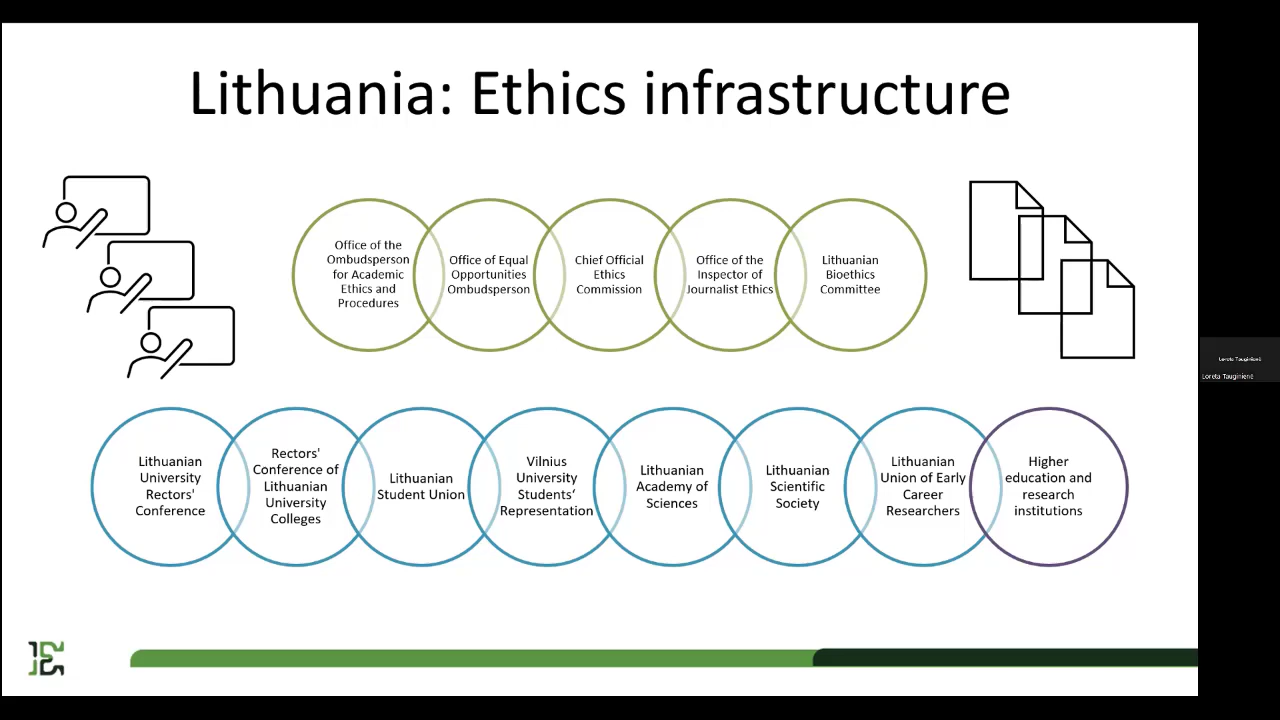 Lithuania: Ethics infrastructure
Office of the
Ombudsperson
for Academic
Ethics and
Procedures
Office of Equal
Opportunities
Ombudsperson
Chief Official
Ethics
Commission
Office of the
Inspector of
Journalist Ethics
Lithuanian
Bioethics
Committee
Loreta Tauginienė
Loreta Tauginienė
Lithuanian
University
Rectors'
Conference
Rectors'
Conference of
Lithuanian
University
Colleges
Lithuanian
Student Union
Vilnius
University
Students'
Representation
Lithuanian
Academy of
Sciences
Lithuanian
Scientific
Society
Lithuanian
Union of Early
Career
Researchers
Higher
education and
research
institutions